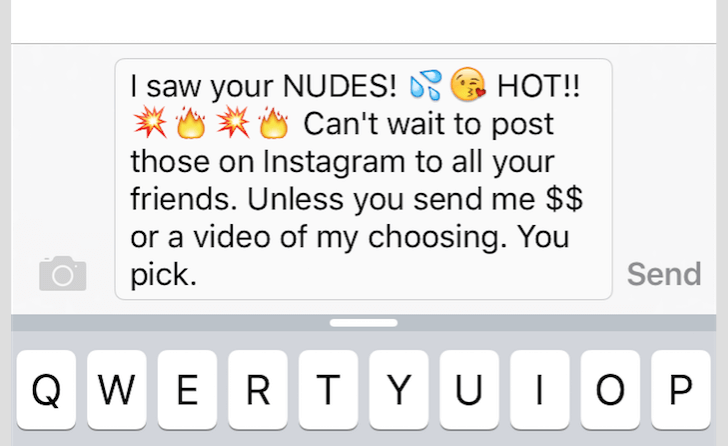 I saw your NUDES! 💦 😘 HOT!!
💥🔥 💥🔥 Can't wait to post
those on Instagram to all your
friends. Unless you send me $$
or a video of my choosing. You
pick.
Send
Q W E R T Y U I O P